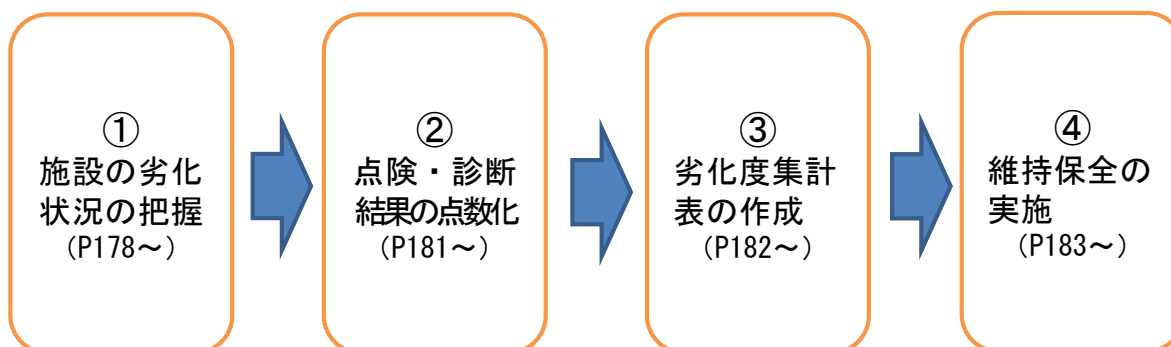 ①
施設の劣化
状況の把握
（P178～）
②
点険・診断
結果の点数化
（P181～）
③
劣化度集計
表の作成
（P182～）
④
維持保全の
実施
（P183～）